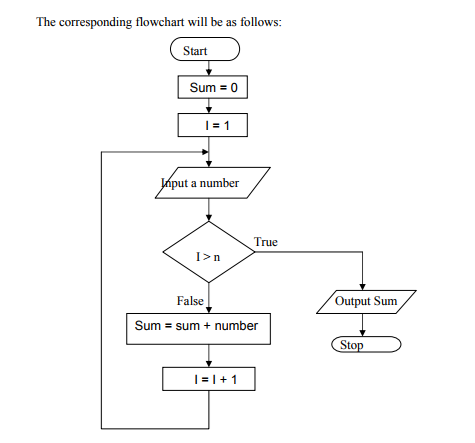 The corresponding flowchart will be as follows:
Start
Sum = 0
I = 1
Input a number
I > n
True
False
Output Sum
Sum = sum + number
Stop
I = I + 1